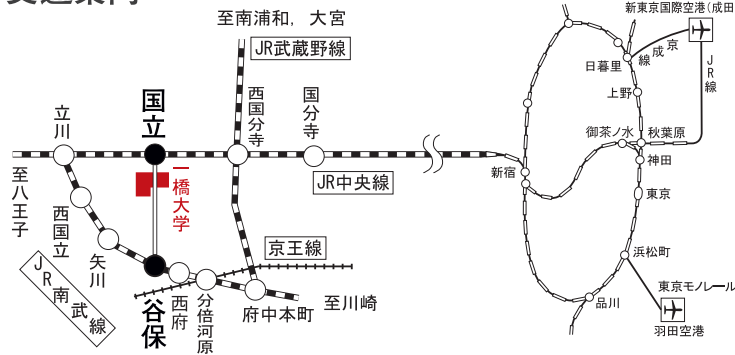 交通案内
至南浦和，大宮
JR武蔵野線
新東京国際空港(成田
京成線
JR線
日暮里
上野
御茶ノ水
秋葉原
神田
新宿
東京
浜松町
品川
東京モノレール
羽田空港
立川
国立
西国分寺
国分寺
至八王子
一橋大学
JR中央線
西国立
矢川
JR南武線
京王線
谷保
西府
分倍河原
府中本町
至川崎